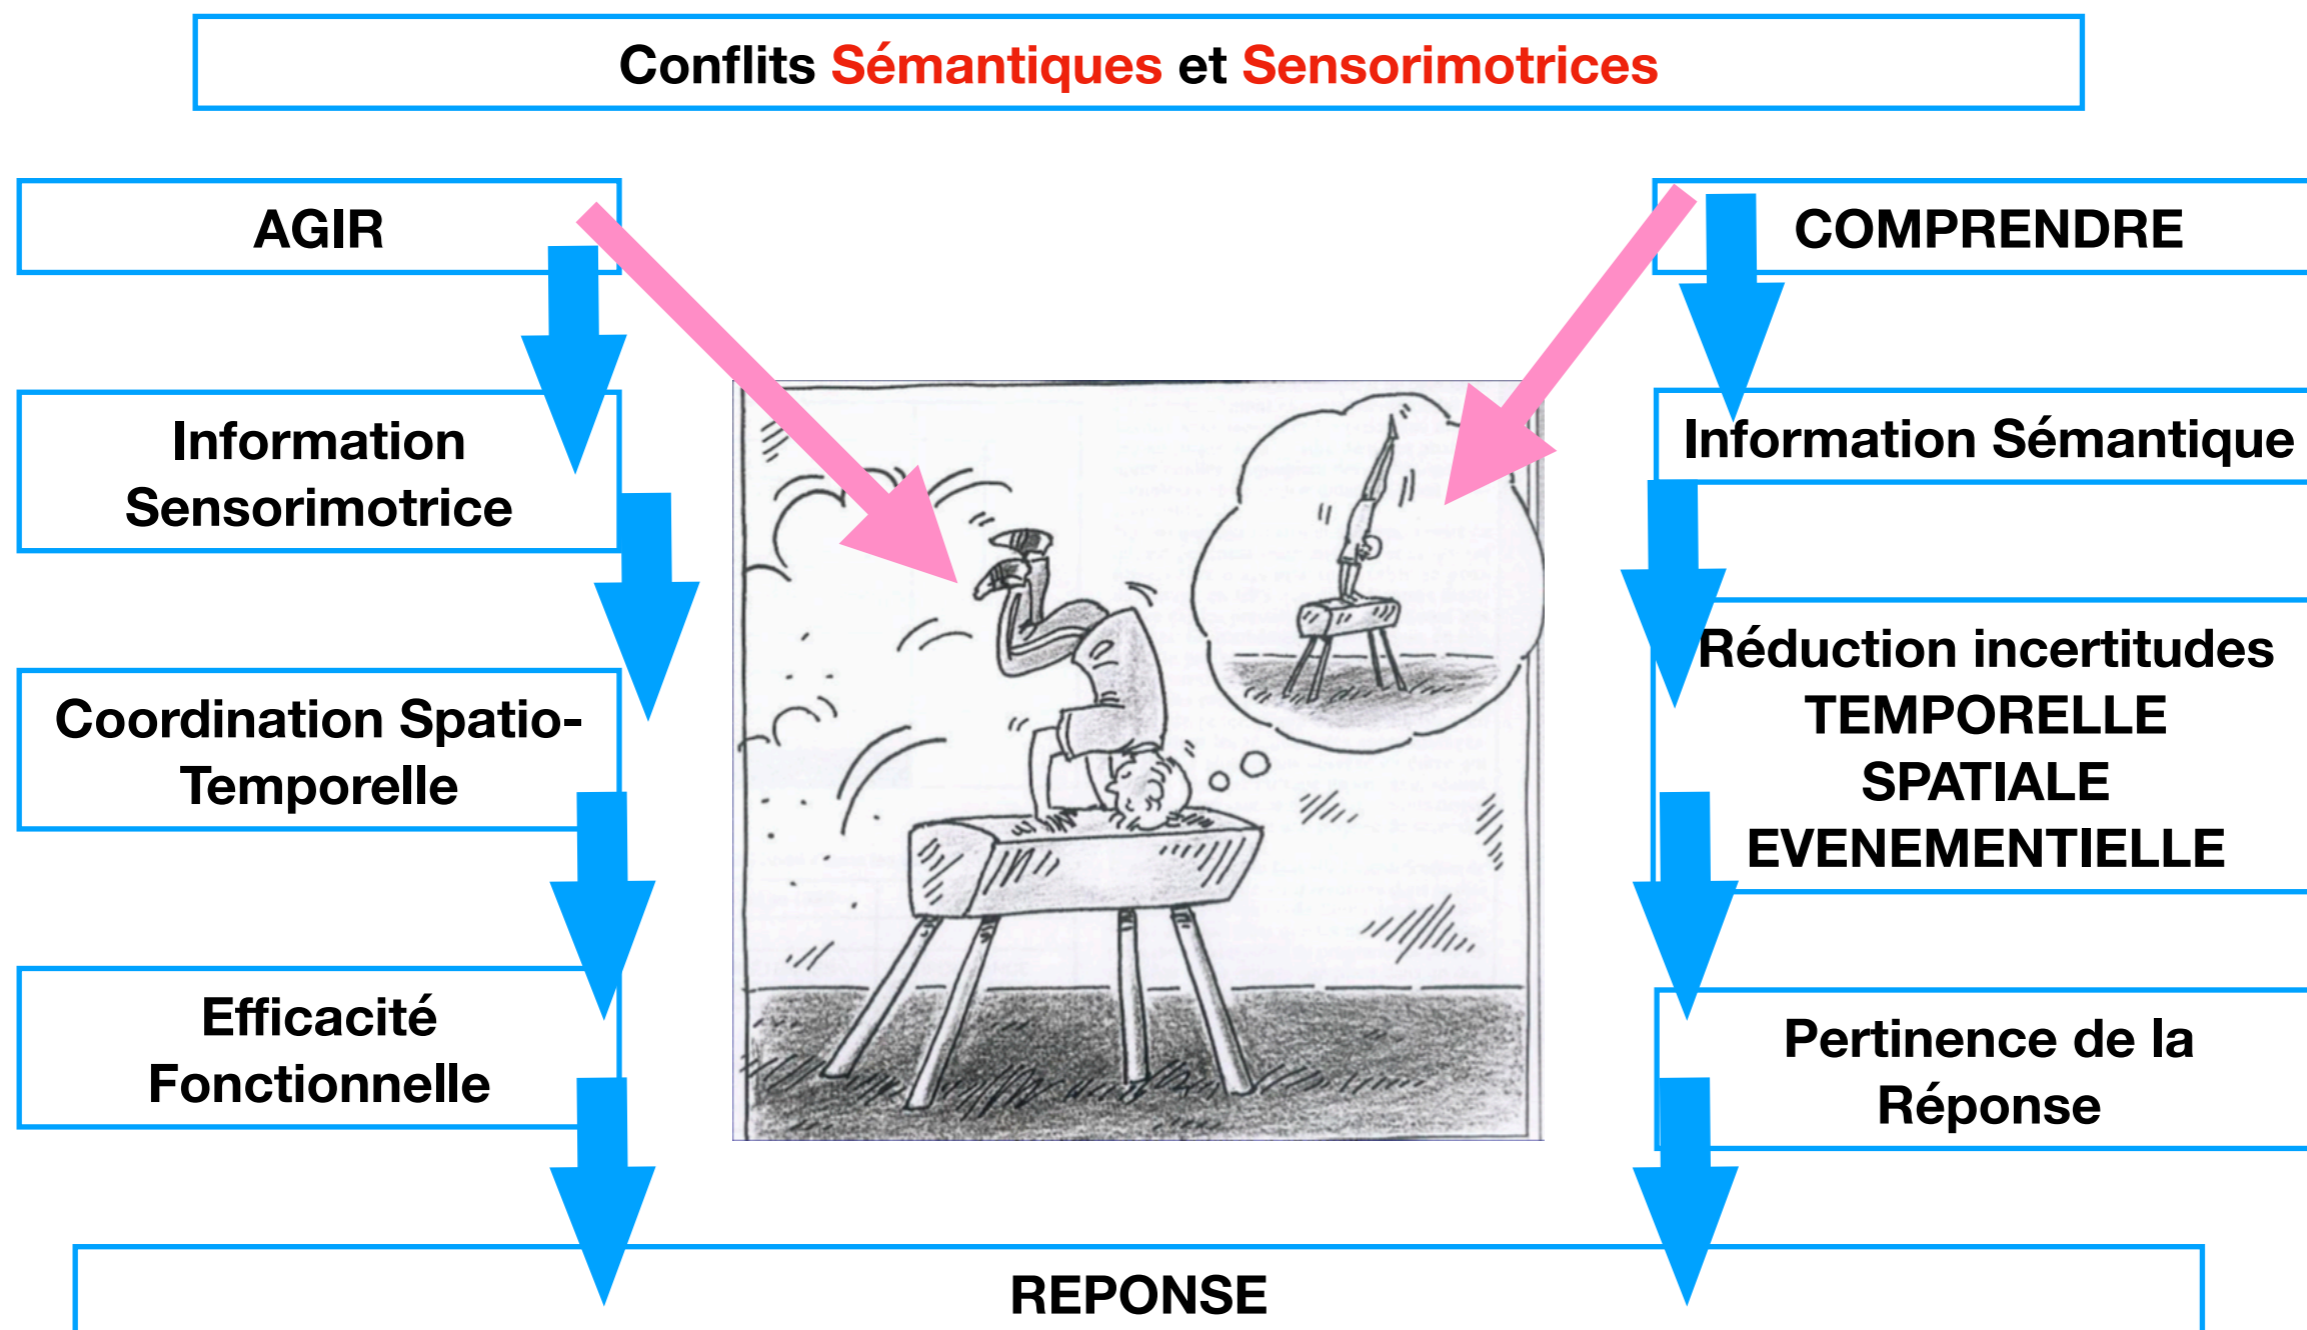 Conflits Sémantiques et Sensorimotrices
AGIR
Information
Sensorimotrice
Coordination Spatio-
Temporelle
Efficacité
Fonctionnelle
COMPRENDRE
Information Sémantique
Réduction incertitudes
TEMPORELLE
SPATIALE
EVENEMENTIELLE
Pertinence de la
Réponse
REPONSE